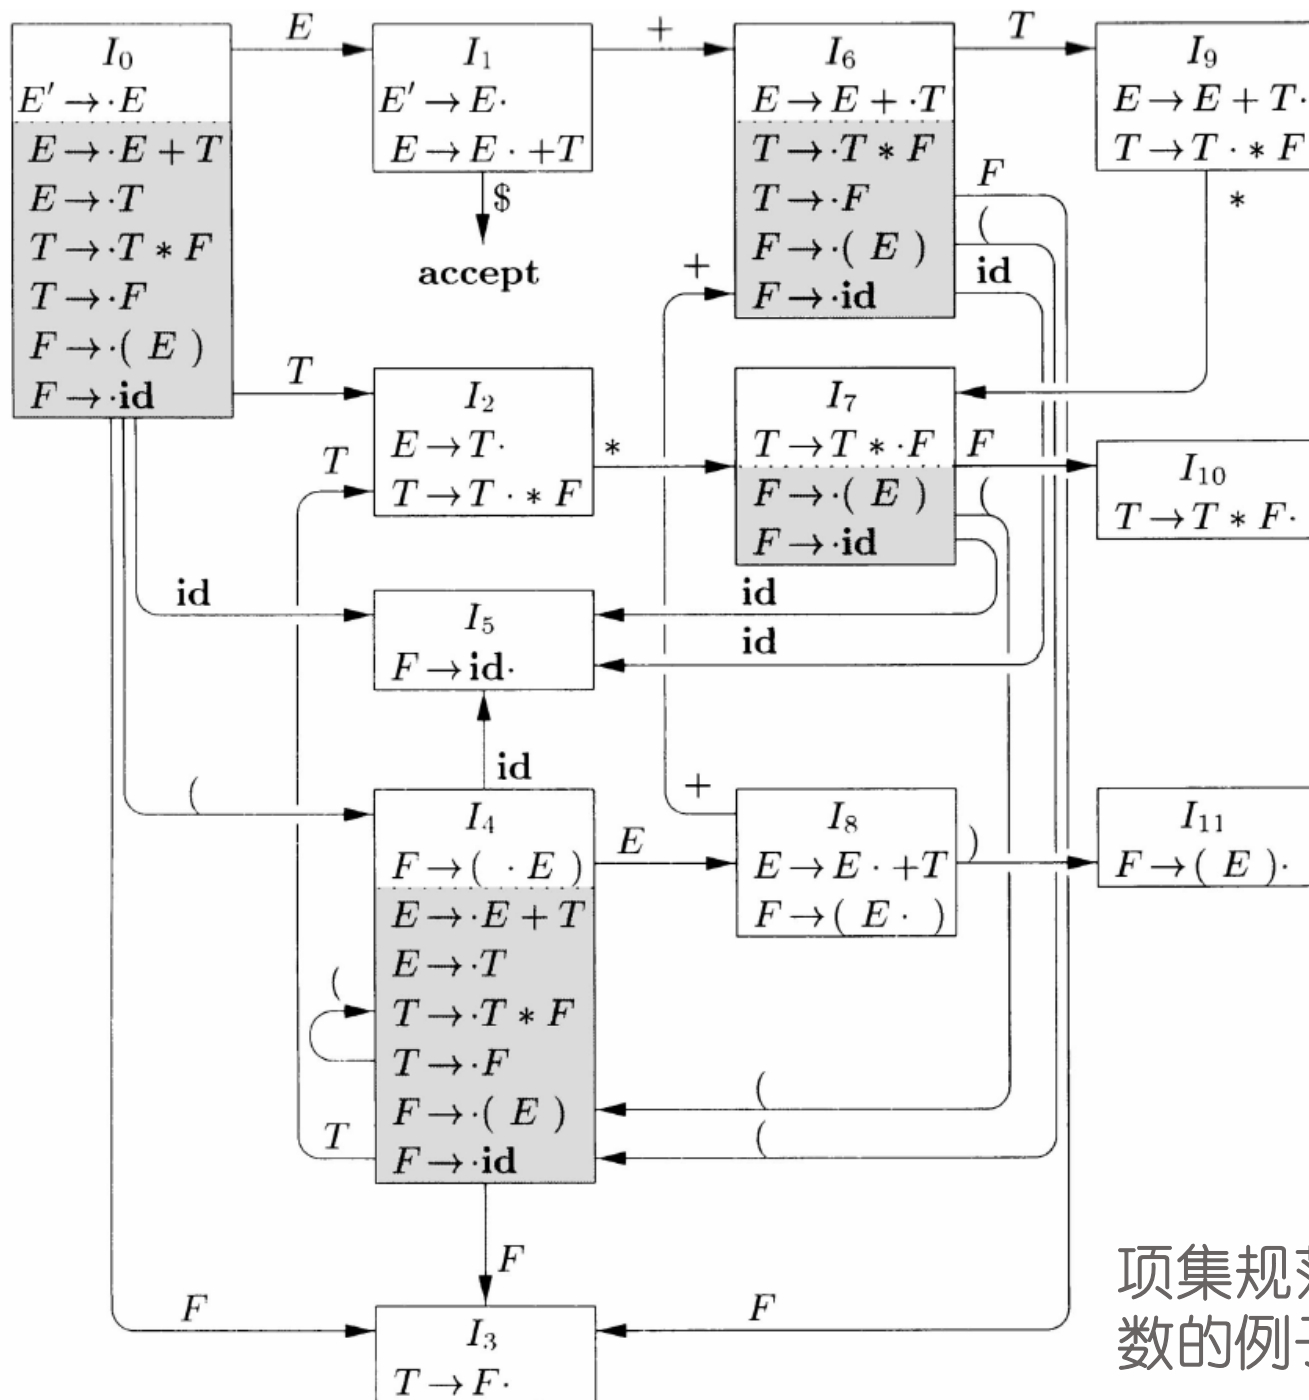 I₀
E' → ·E
E → ·E + T
E → ·T
T → ·T * F
T → ·F
F → ·( E )
F → ·id
E
I₁
E' → E·
E → E · +T
$
accept
+
I₆
E → E + ·T
T → ·T * F
T → ·F
F → ·( E )
F → ·id
T
I₉
E → E + T·
T → T · * F
*
F
(
id
+
T
I₂
E → T·
T → T · * F
T
*
I₇
T → T * ·F
F → ·( E )
F → ·id
F
(
I₁₀
T → T * F·
id
I₅
F → id·
id
id
id
(
I₄
F → ( · E )
E → ·E + T
E → ·T
T → ·T * F
T → ·F
F → ·( E )
F → ·id
E
+
I₈
E → E · +T
F → ( E · )
)
I₁₁
F → ( E )·
(
T
(
(
F
F
I₃
T → F·
F
项集规
数的例